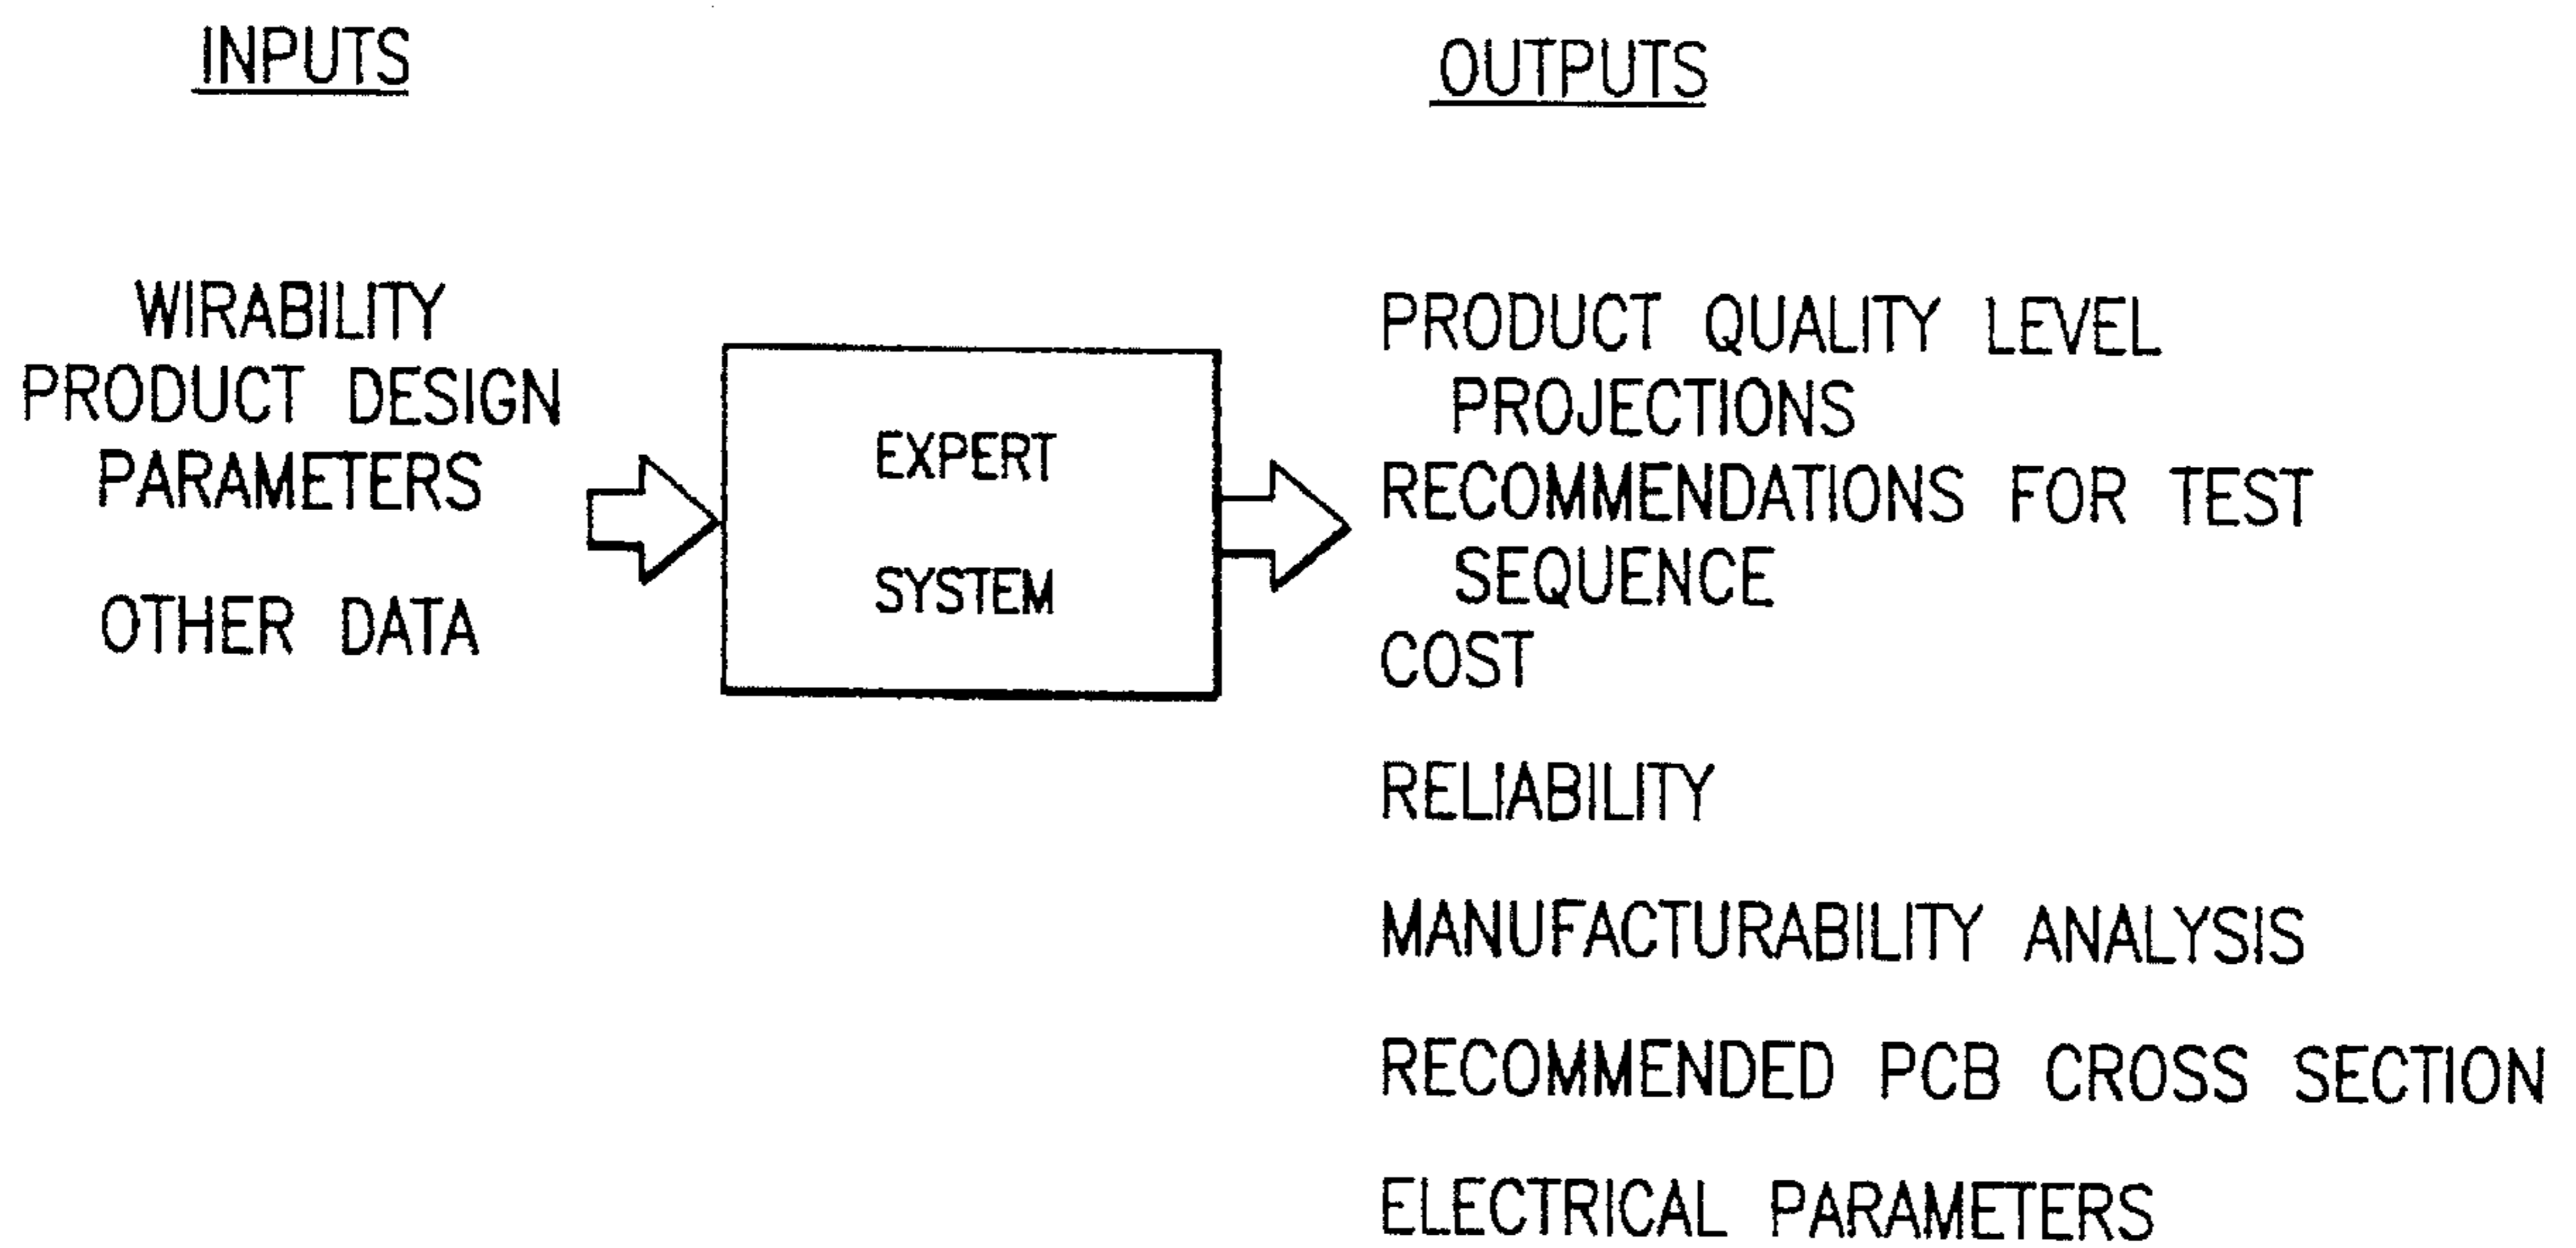 INPUTS
WIRABILITY
PRODUCT DESIGN
PARAMETERS
OTHER DATA
EXPERT
SYSTEM
OUTPUTS
PRODUCT QUALITY LEVEL
PROJECTIONS
RECOMMENDATIONS FOR TEST
SEQUENCE
COST
RELIABILITY
MANUFACTURABILITY ANALYSIS
RECOMMENDED PCB CROSS SECTION
ELECTRICAL PARAMETERS